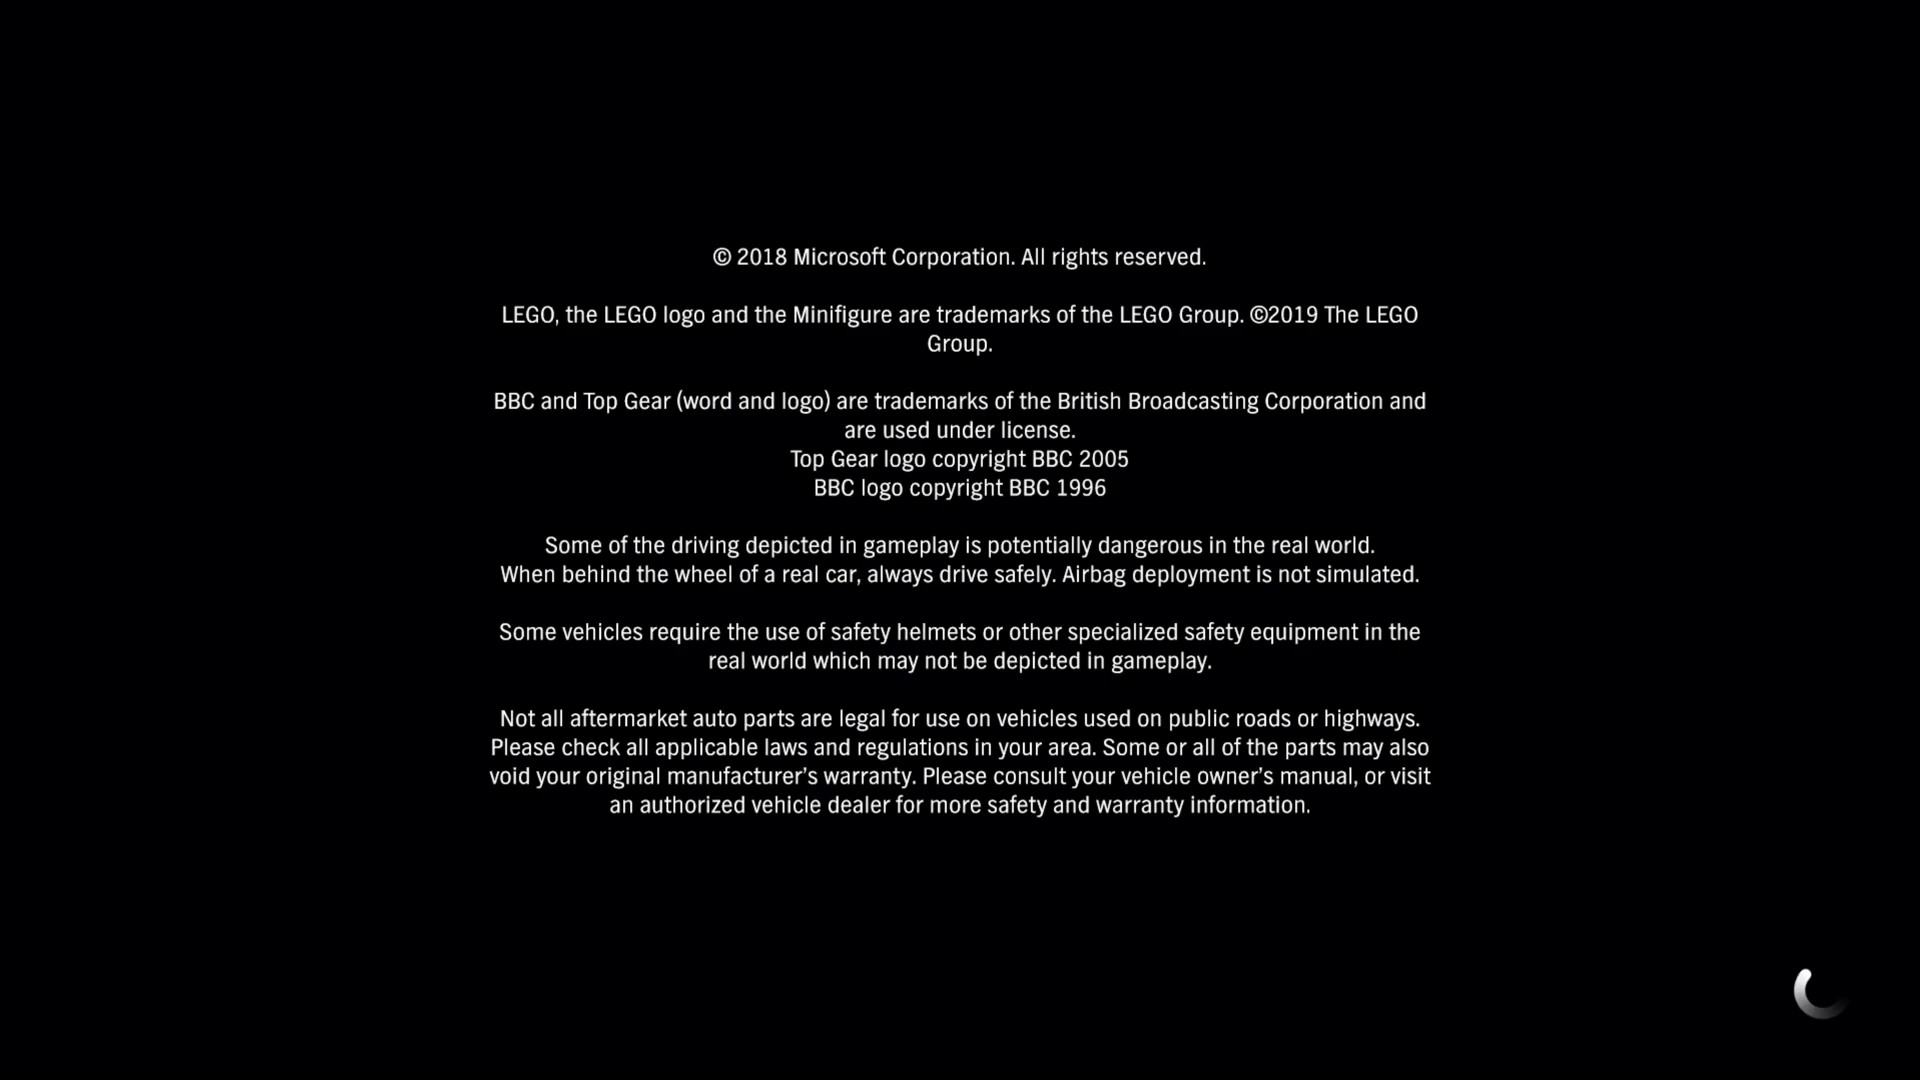 © 2018 Microsoft Corporation. All rights reserved.
LEGO, the LEGO logo and the Minifigure are trademarks of the LEGO Group. ©2019 The LEGO
Group.
BBC and Top Gear (word and logo) are trademarks of the British Broadcasting Corporation and
are used under license.
Top Gear logo copyright BBC 2005
BBC logo copyright BBC 1996
Some of the driving depicted in gameplay is potentially dangerous in the real world.
When behind the wheel of a real car, always drive safely. Airbag deployment is not simulated.
Some vehicles require the use of safety helmets or other specialized safety equipment in the
real world which may not be depicted in gameplay.
Not all aftermarket auto parts are legal for use on vehicles used on public roads or highways.
Please check all applicable laws and regulations in your area. Some or all of the parts may also
void your original manufacturer’s warranty. Please consult your vehicle owner’s manual, or visit
an authorized vehicle dealer for more safety and warranty information.